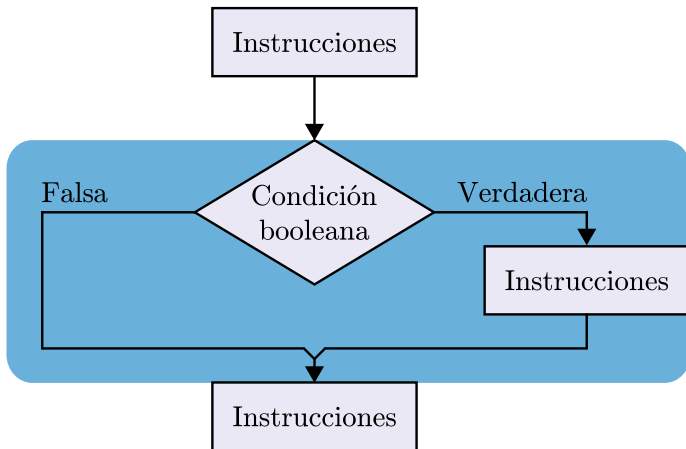 Instrucciones
Falsa
Condición
booleana
Verdadera
Instrucciones
Instrucciones